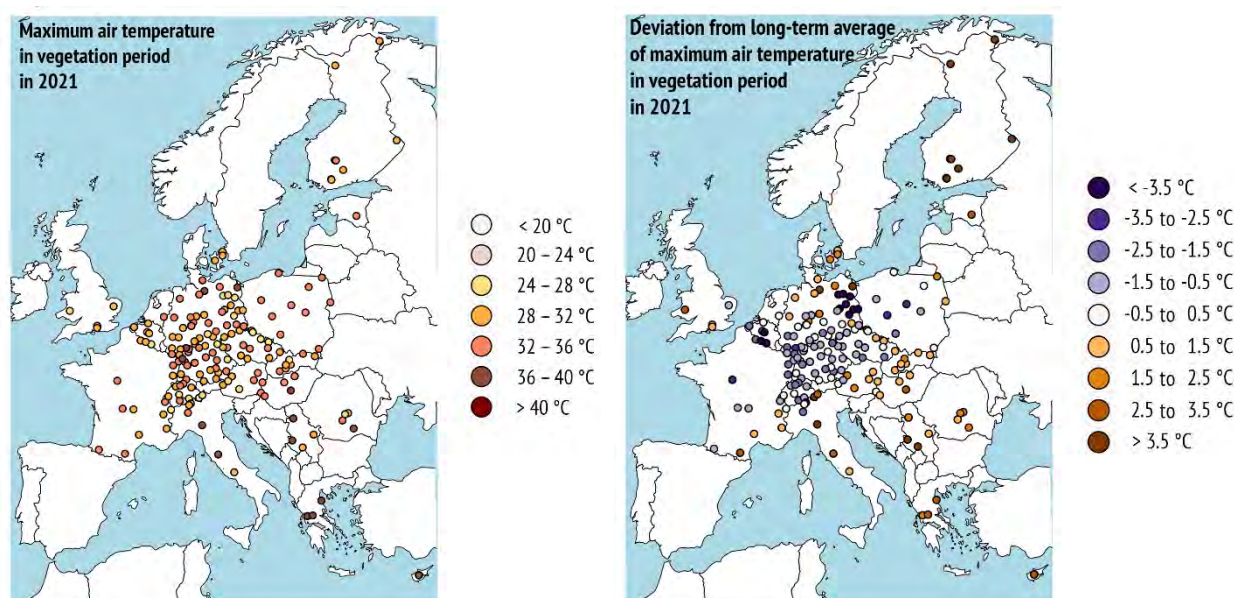 Maximum air temperature
in vegetation period
in 2021
< 20 °C
20 – 24 °C
24 – 28 °C
28 – 32 °C
32 – 36 °C
36 – 40 °C
> 40 °C
Deviation from long-term average
of maximum air temperature
in vegetation period
in 2021
< -3.5 °C
-3.5 to -2.5 °C
-2.5 to -1.5 °C
-1.5 to -0.5 °C
-0.5 to 0.5 °C
0.5 to 1.5 °C
1.5 to 2.5 °C
2.5 to 3.5 °C
> 3.5 °C